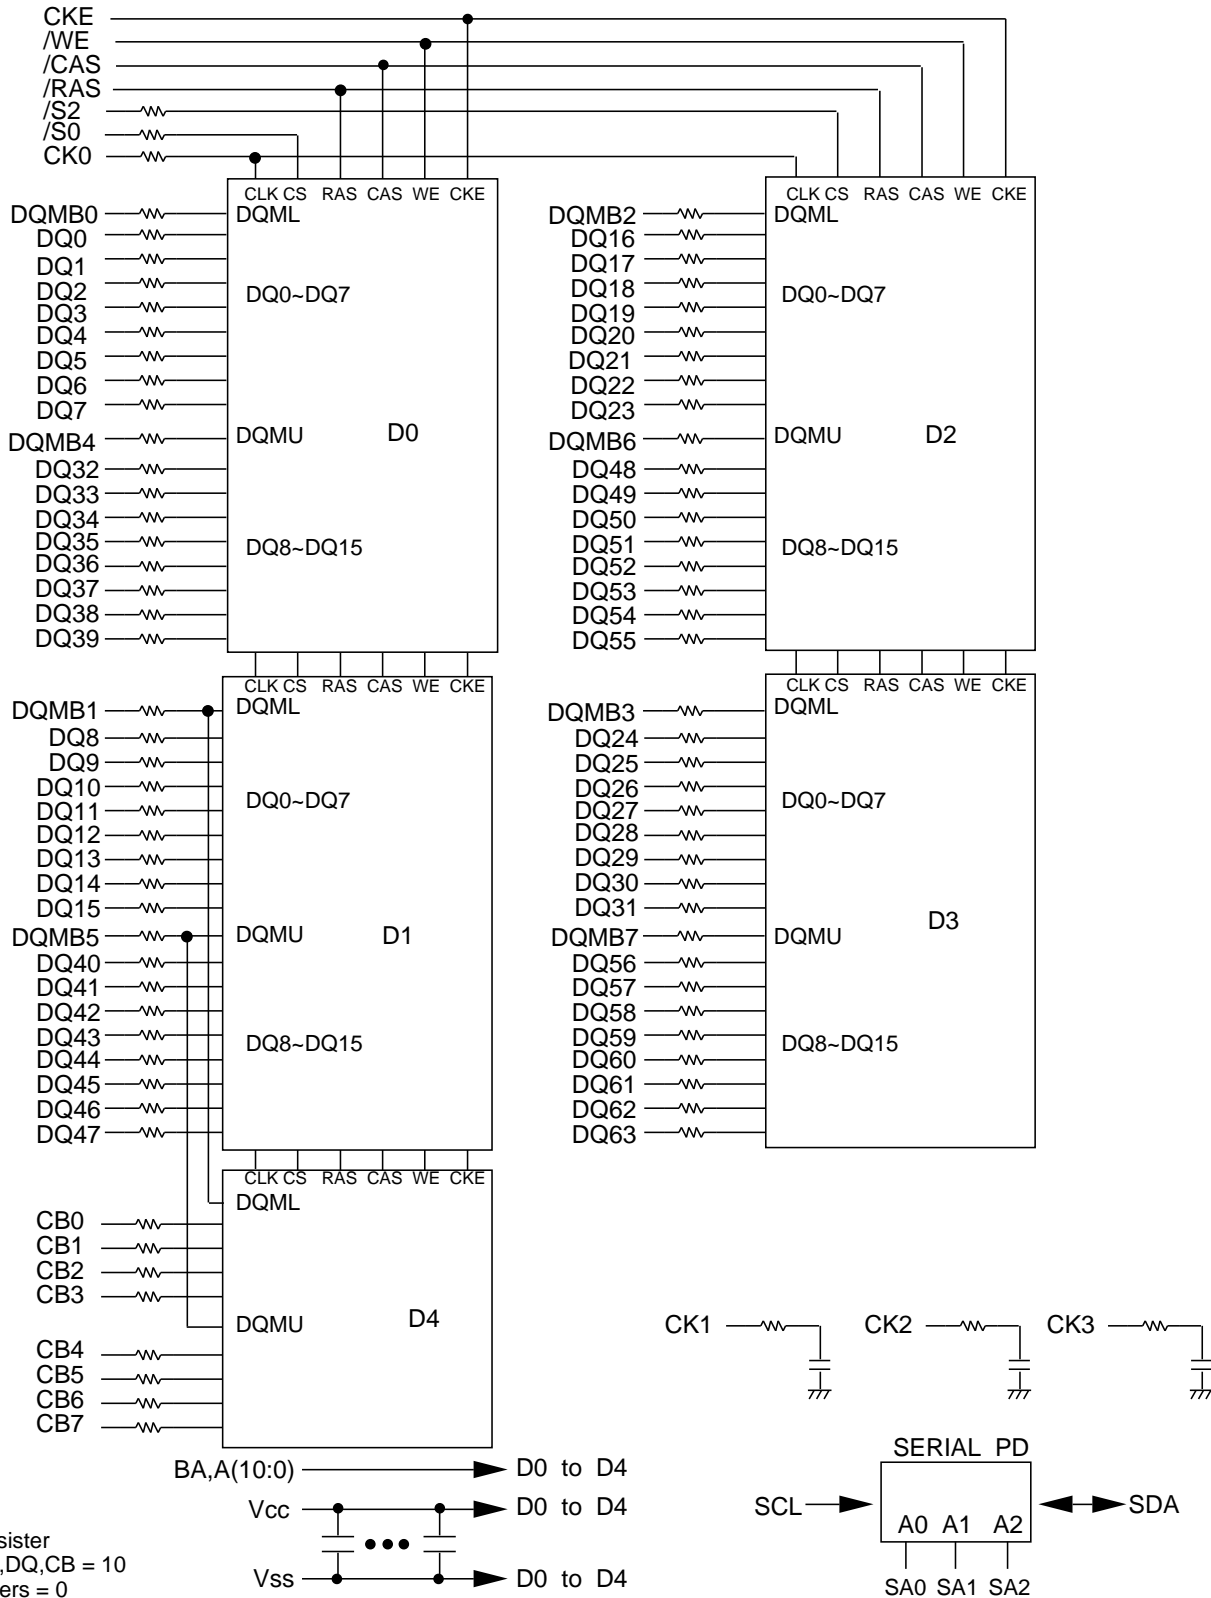 CKE
/WE
/CAS
/RAS
/S2
/S0
CK0
CLK CS RAS CAS WE CKE
DQMB0
DQML
DQ0
DQ1
DQ2
DQ0~DQ7
DQ3
DQ4
DQ5
DQ6
DQ7
DQMB4
DQMU
D0
DQ32
DQ33
DQ34
DQ35
DQ8~DQ15
DQ36
DQ37
DQ38
DQ39
CLK CS RAS CAS WE CKE
DQMB2
DQML
DQ16
DQ17
DQ18
DQ0~DQ7
DQ19
DQ20
DQ21
DQ22
DQ23
DQMB6
DQMU
D2
DQ48
DQ49
DQ50
DQ51
DQ8~DQ15
DQ52
DQ53
DQ54
DQ55
CLK CS RAS CAS WE CKE
DQMB1
DQML
DQ8
DQ9
DQ10
DQ0~DQ7
DQ11
DQ12
DQ13
DQ14
DQ15
DQMB5
DQMU
D1
DQ40
DQ41
DQ42
DQ43
DQ8~DQ15
DQ44
DQ45
DQ46
DQ47
CLK CS RAS CAS WE CKE
DQMB3
DQML
DQ24
DQ25
DQ26
DQ0~DQ7
DQ27
DQ28
DQ29
DQ30
DQ31
D3
DQMB7
DQMU
DQ56
DQ57
DQ58
DQ59
DQ8~DQ15
DQ60
DQ61
DQ62
DQ63
CLK CS RAS CAS WE CKE
DQML
CB0
CB1
CB2
CB3
DQMU
D4
CB4
CB5
CB6
CB7
CK1
CK2
CK3
BA,A(10:0)
D0 to D4
Vcc
D0 to D4
Vss
D0 to D4
SERIAL PD
SCL
SDA
A0 A1 A2
SA0 SA1 SA2
sister
,DQ,CB = 10
ers = 0